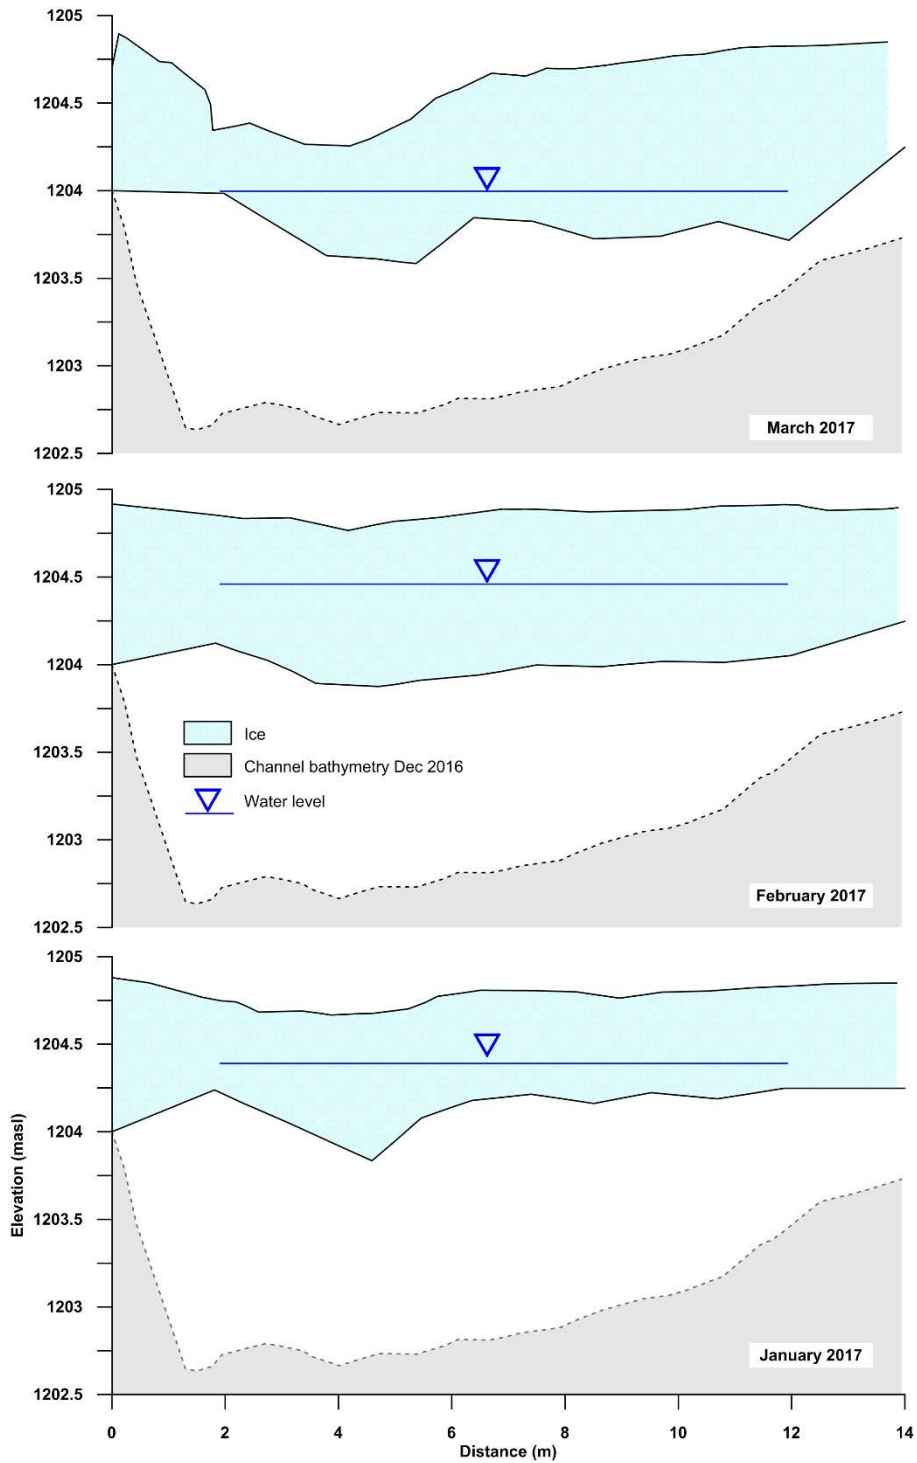 1205
1204.5
1204
1203.5
1203
1202.5
March 2017
1205
1204.5
1204
1203.5
1203
1202.5
Ice
Channel bathymetry Dec 2016
Water level
February 2017
1205
1204.5
1204
1203.5
1203
1202.5
Elevation (masl)
January 2017
0 2 4 6 8 10 12 14
Distance (m)